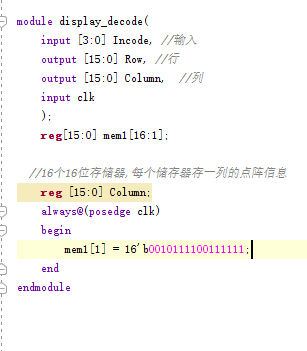 module display_decode(
input [3:0] Incode, //输入
output [15:0] Row, //行
output [15:0] Column, //列
input clk
);
reg[15:0] mem1[16:1];
//16个16位存储器,每个储存器存一列的点阵信息
reg [15:0] Column;
always@(posedge clk)
begin
mem1[1] = 16'b0010111100111111;
end
endmodule